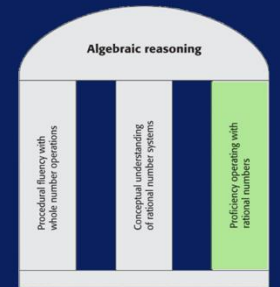 Algebraic reasoning
Procedural fluency with
whole number operations
Conceptual understanding
of rational number systems
Proficiency operating with
rational numbers